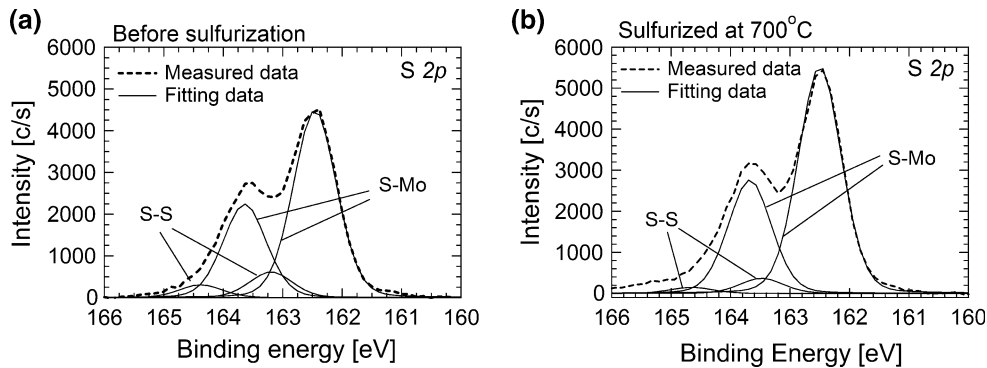 (a)
Before sulfurization
6000
5000
4000
3000
2000
1000
0
Intensity [c/s]
Measured data
Fitting data
S 2p
S-Mo
S-S
166 165 164 163 162 161 160
Binding energy [eV]
(b)
Sulfurized at 700°C
6000
5000
4000
3000
2000
1000
0
Intensity [c/s]
Measured data
Fitting data
S 2p
S-Mo
S-S
166 165 164 163 162 161 160
Binding Energy [eV]